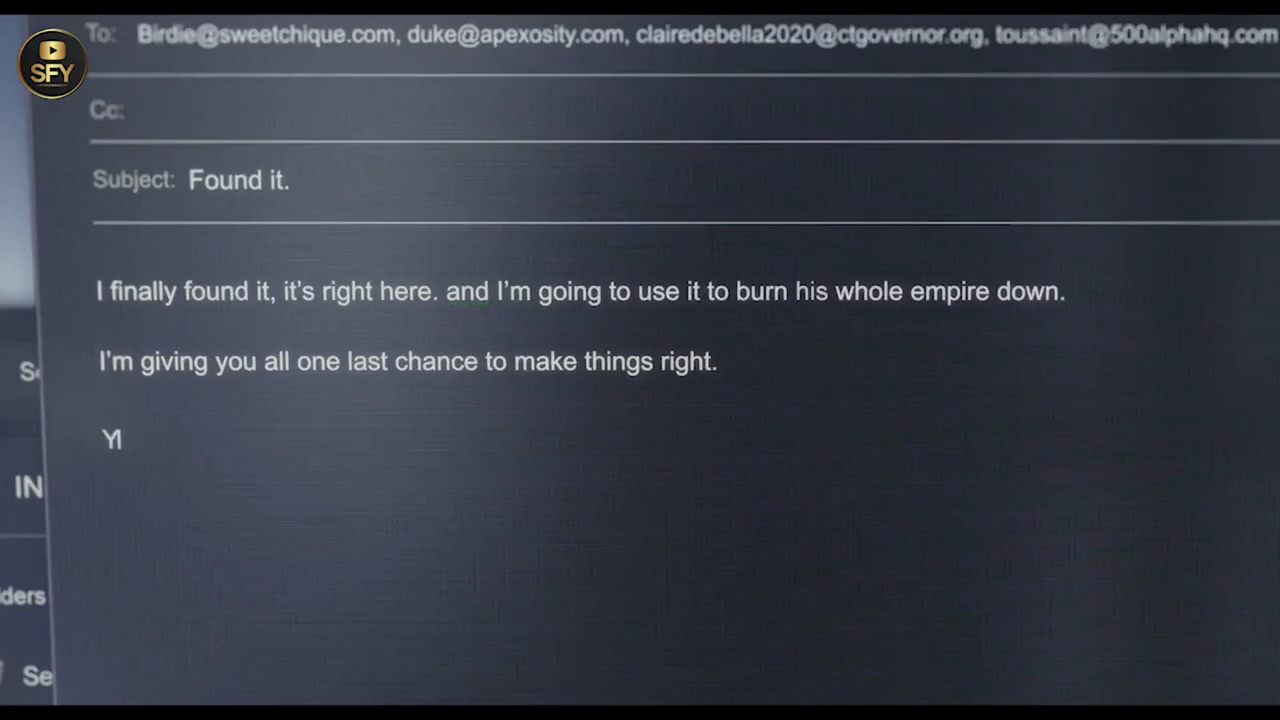 SFY
To: Birdie@sweetchique.com, duke@apexosity.com, clairedebella2020@ctgovernor.org, toussaint@500alphahq.com
Cc:
Subject: Found it.
I finally found it, it’s right here. and I’m going to use it to burn his whole empire down.
I’m giving you all one last chance to make things right.
YI
IN
iders
Se